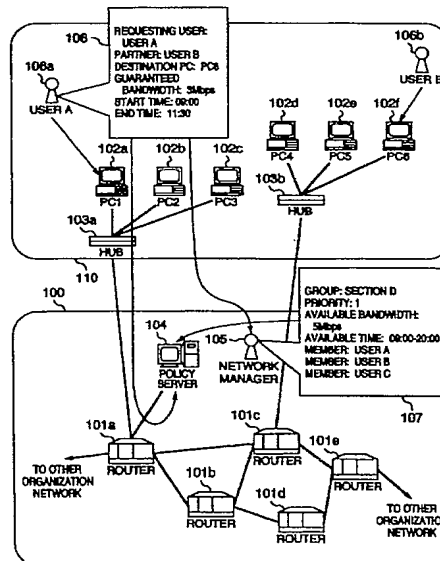 106
REQUESTING USER:
USER A
PARTNER: USER B
DESTINATION PC: PC6
GUARANTEED
BANDWIDTH: 3Mbps
START TIME: 09:00
END TIME: 11:30
106a
USER A
106b
USER B
102d
102e
102f
PC4
PC5
PC6
102a
102b
102c
PC1
PC2
PC3
103b
HUB
103a
HUB
110
100
104
POLICY
SERVER
105
NETWORK
MANAGER
GROUP: SECTION D
PRIORITY: 1
AVAILABLE BANDWIDTH:
5Mbps
AVAILABLE TIME: 09:00-20:00
MEMBER: USER A
MEMBER: USER B
MEMBER: USER C
107
101a
ROUTER
101c
ROUTER
101e
ROUTER
101b
ROUTER
101d
ROUTER
TO OTHER
ORGANIZATION
NETWORK
TO OTHER
ORGANIZATION
NETWORK